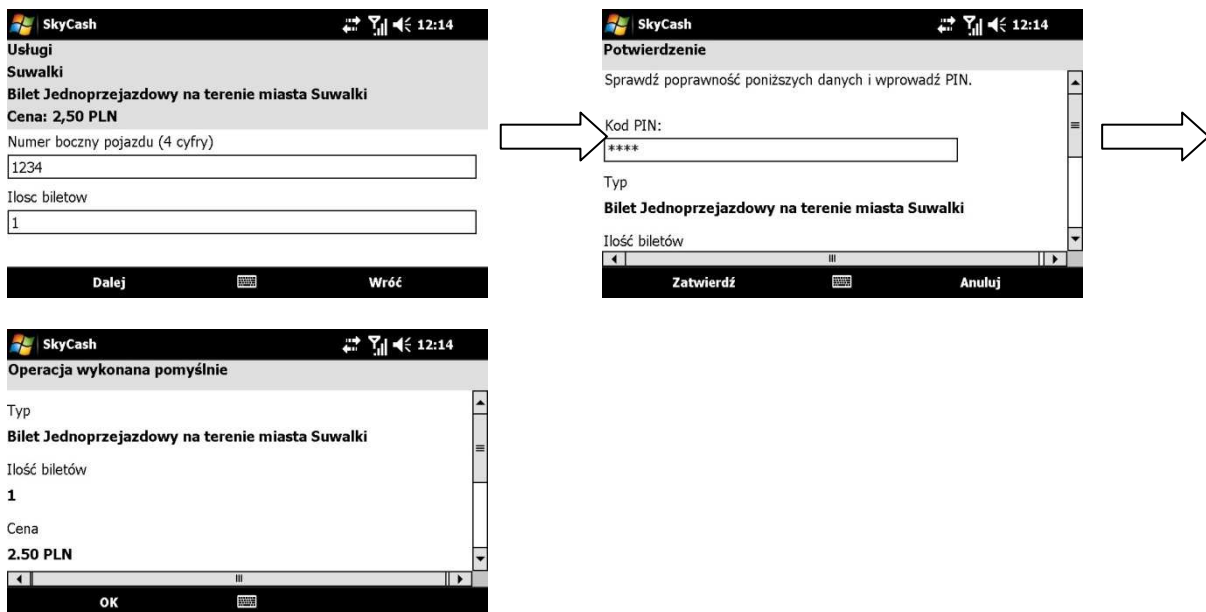 SkyCash 12:14
Usługi
Suwalki
Bilet Jednoprzejazdowy na terenie miasta Suwalki
Cena: 2,50 PLN
Numer boczny pojazdu (4 cyfry)
1234
Ilosc biletow
1
Dalej Wróć
SkyCash 12:14
Potwierdzenie
Sprawdź poprawność poniższych danych i wprowadź PIN.
Kod PIN:
****
Typ
Bilet Jednoprzejazdowy na terenie miasta Suwalki
Ilość biletów
Zatwierdź Anuluj
SkyCash 12:14
Operacja wykonana pomyślnie
Typ
Bilet Jednoprzejazdowy na terenie miasta Suwalki
Ilość biletów
1
Cena
2.50 PLN
OK